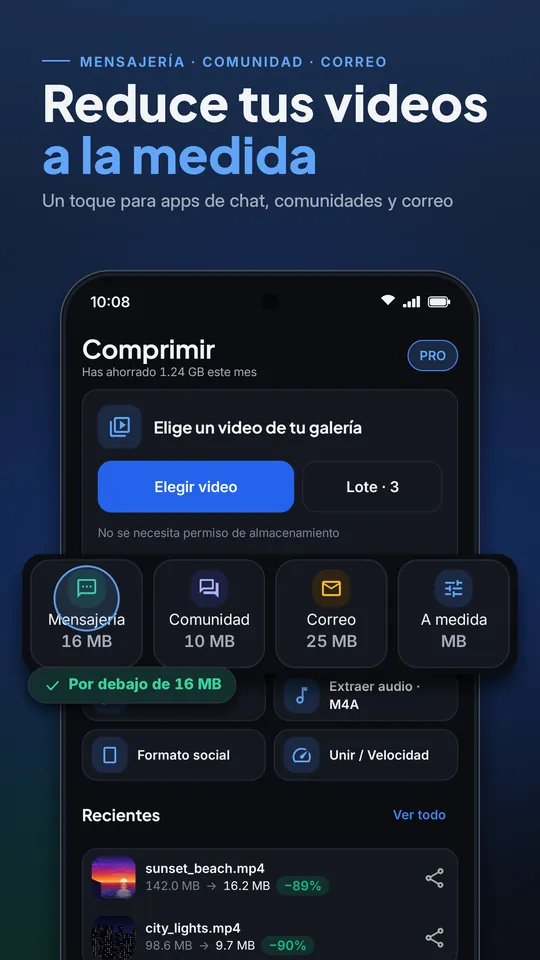 MENSAJERÍA · COMUNIDAD · CORREO
Reduce tus videos
a la medida
Un toque para apps de chat, comunidades y correo
10:08
Comprimir
Has ahorrado 1.24 GB este mes
PRO
Elige un video de tu galería
Elegir video
Lote · 3
No se necesita permiso de almacenamiento
Mensajería
16 MB
Comunidad
10 MB
Correo
25 MB
A medida
MB
Por debajo de 16 MB
Extraer audio ·
M4A
Formato social
Unir / Velocidad
Recientes
Ver todo
sunset_beach.mp4
142.0 MB → 16.2 MB −89%
city_lights.mp4
98.6 MB → 9.7 MB −90%